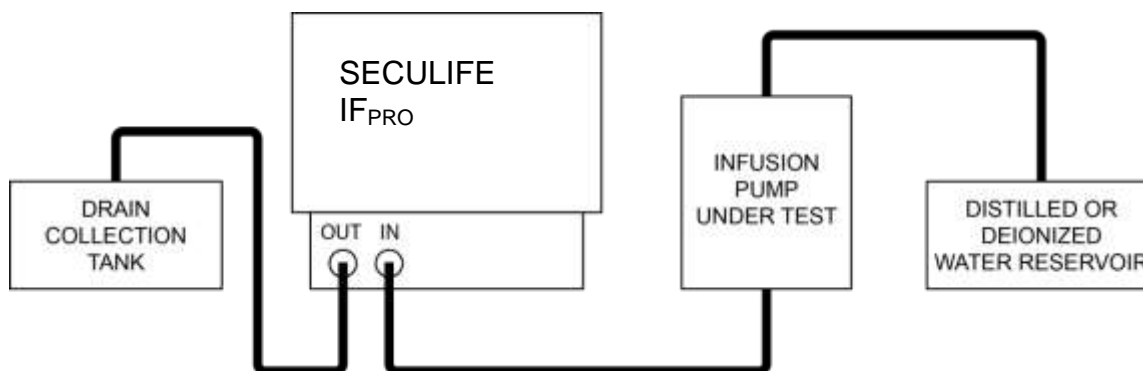 SECULIFE
IFPRO
OUT IN
DRAIN
COLLECTION
TANK
INFUSION
PUMP
UNDER TEST
DISTILLED OR
DEIONIZED
WATER RESERVOIR